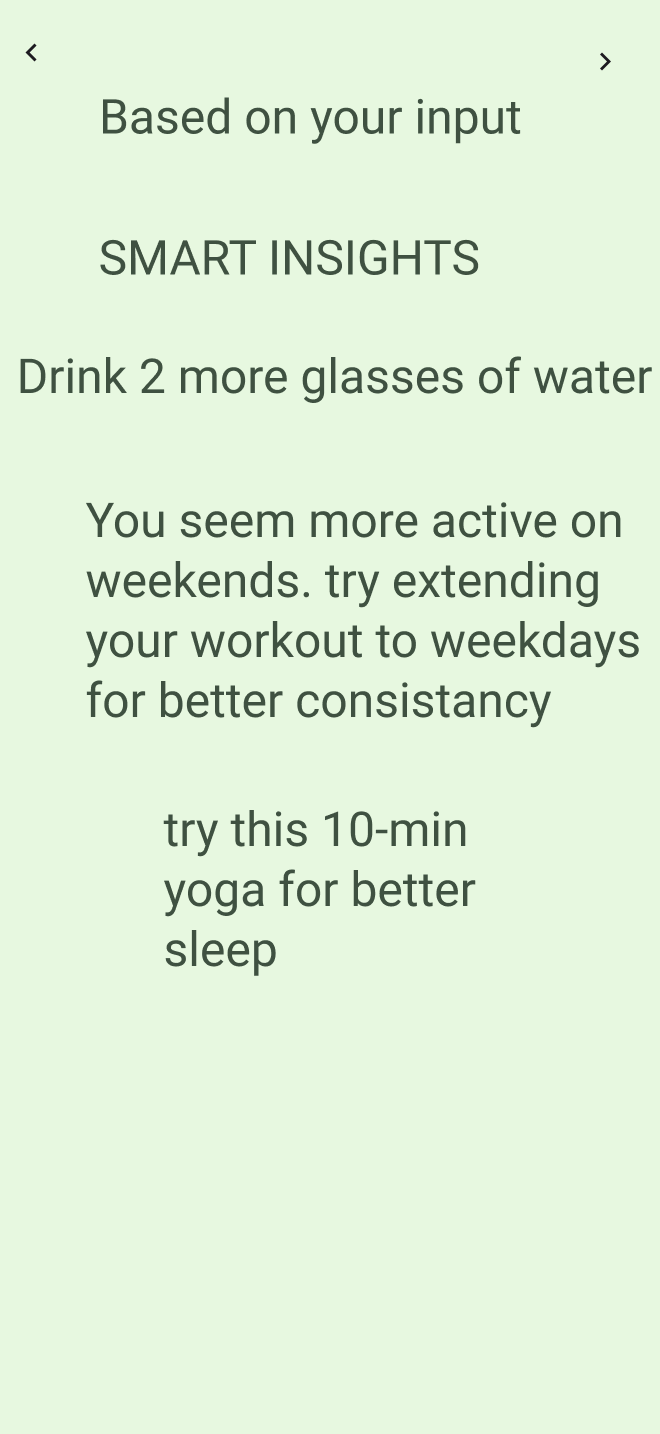 Based on your input
SMART INSIGHTS
Drink 2 more glasses of water
You seem more active on
weekends. try extending
your workout to weekdays
for better consistancy
try this 10-min
yoga for better
sleep